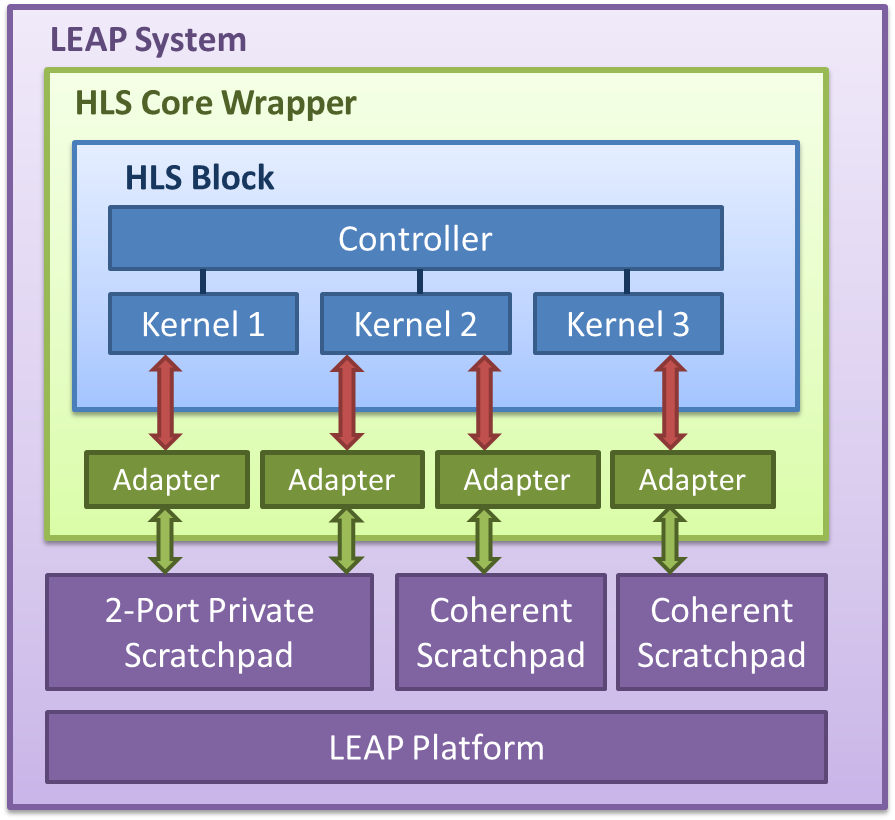 LEAP System
HLS Core Wrapper
HLS Block
Controller
Kernel 1
Kernel 2
Kernel 3
Adapter
Adapter
Adapter
Adapter
2-Port Private
Scratchpad
Coherent
Scratchpad
Coherent
Scratchpad
LEAP Platform